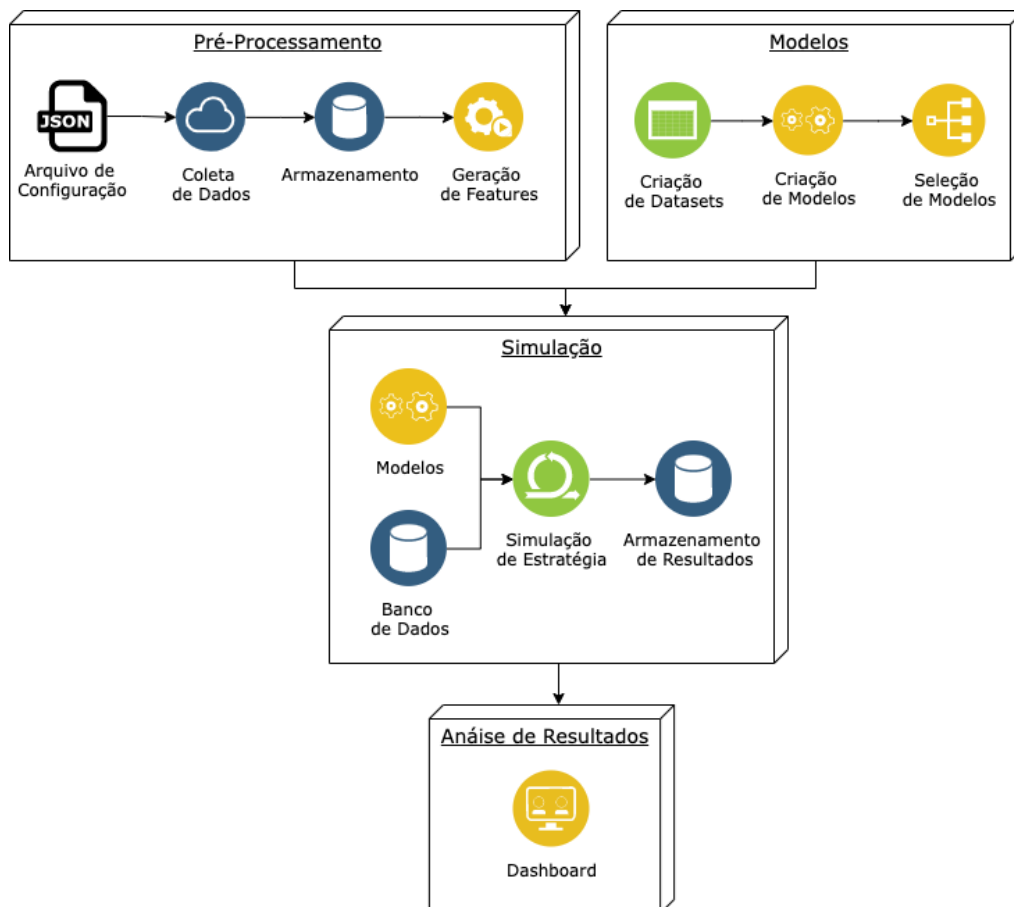 Pré-Processamento
JSON
Arquivo de
Configuração
Coleta
de Dados
Armazenamento
Geração
de Features
Modelos
Criação
de Datasets
Criação
de Modelos
Seleção
de Modelos
Simulação
Modelos
Banco
de Dados
Simulação
de Estratégia
Armazenamento
de Resultados
Anáise de Resultados
Dashboard